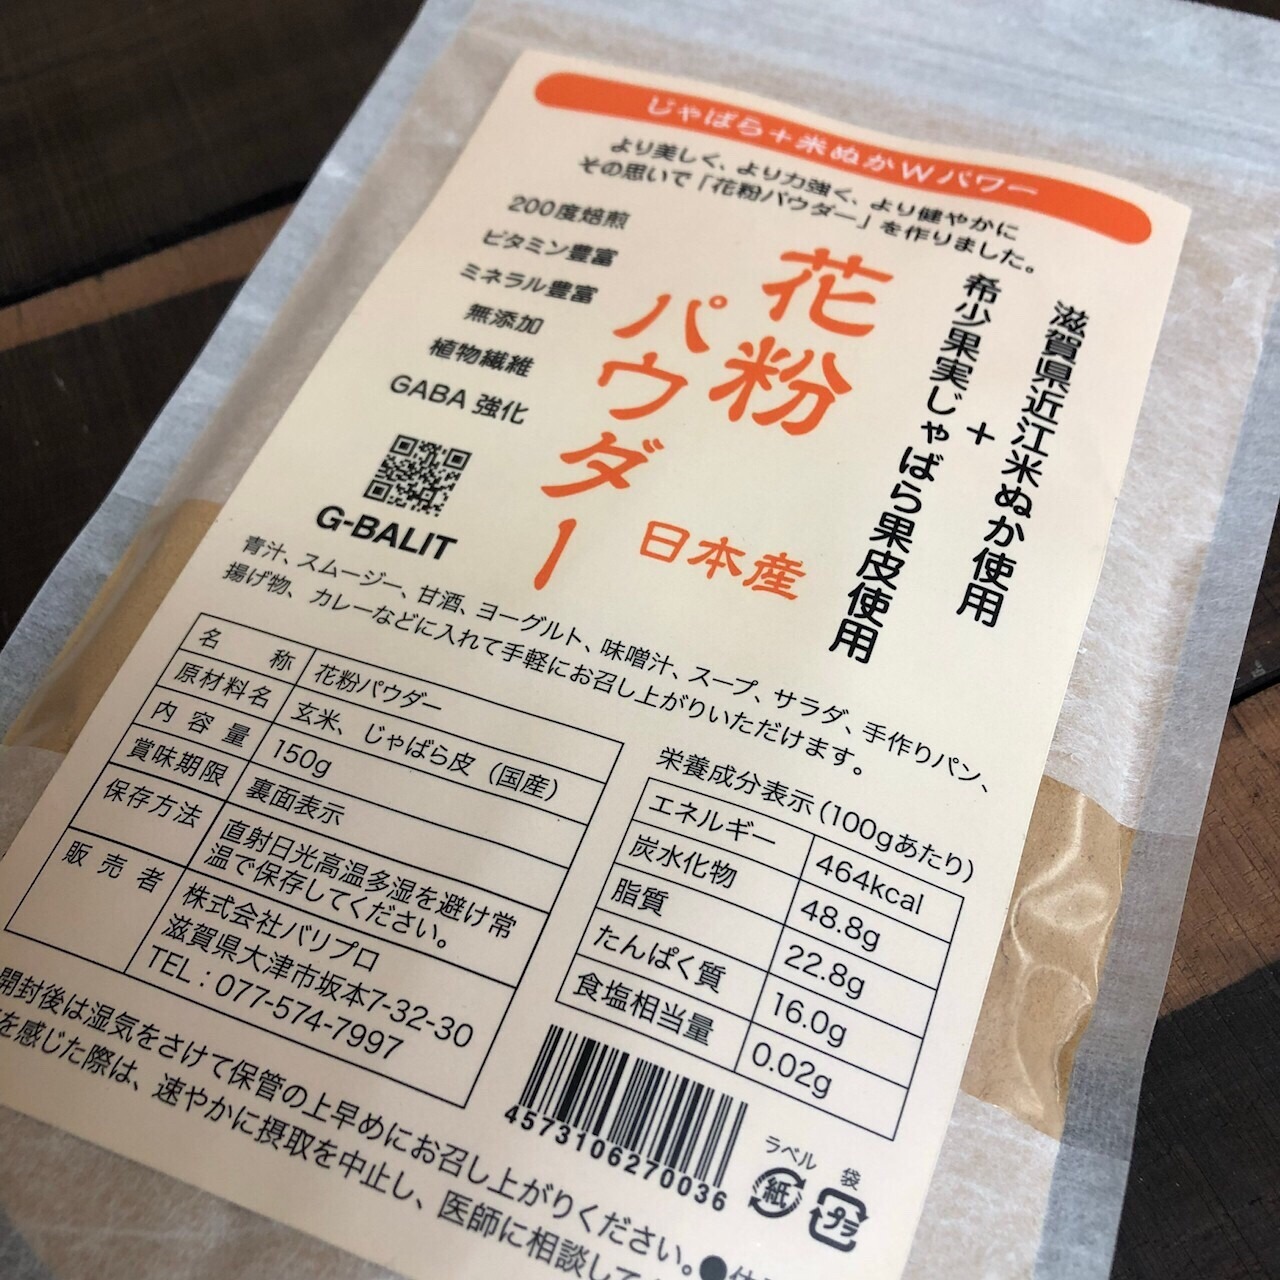 じゃばら＋米ぬかWパワー
より美しく、より力強く、より健やかに
その思いで「花粉パウダー」を作りました。
滋賀県近江米ぬか使用
＋
希少果実じゃばら果皮使用
花粉
パウダー
日本産
200度焙煎
ビタミン豊富
ミネラル豊富
無添加
植物繊維
GABA 強化
G-BALIT
青汁、スムージー、甘酒、ヨーグルト、味噌汁、スープ、サラダ、手作りパン、
揚げ物、カレーなどに入れて手軽にお召し上がりいただけます。
名称 花粉パウダー
原材料名 玄米、じゃばら皮（国産）
内容量 150g
賞味期限 裏面表示
保存方法 直射日光高温多湿を避け常
温で保存してください。
販売者 株式会社バリプロ
滋賀県大津市坂本7-32-30
TEL：077-574-7997
栄養成分表示（100gあたり）
エネルギー 464kcal
炭水化物 48.8g
脂質 22.8g
たんぱく質 16.0g
食塩相当量 0.02g
4573106270036
ラベル
紙
袋
プラ
開封後は湿気をさけて保管の上早めにお召し上がりください。●
を感じた際は、速やかに摂取を中止し、医師に相談して